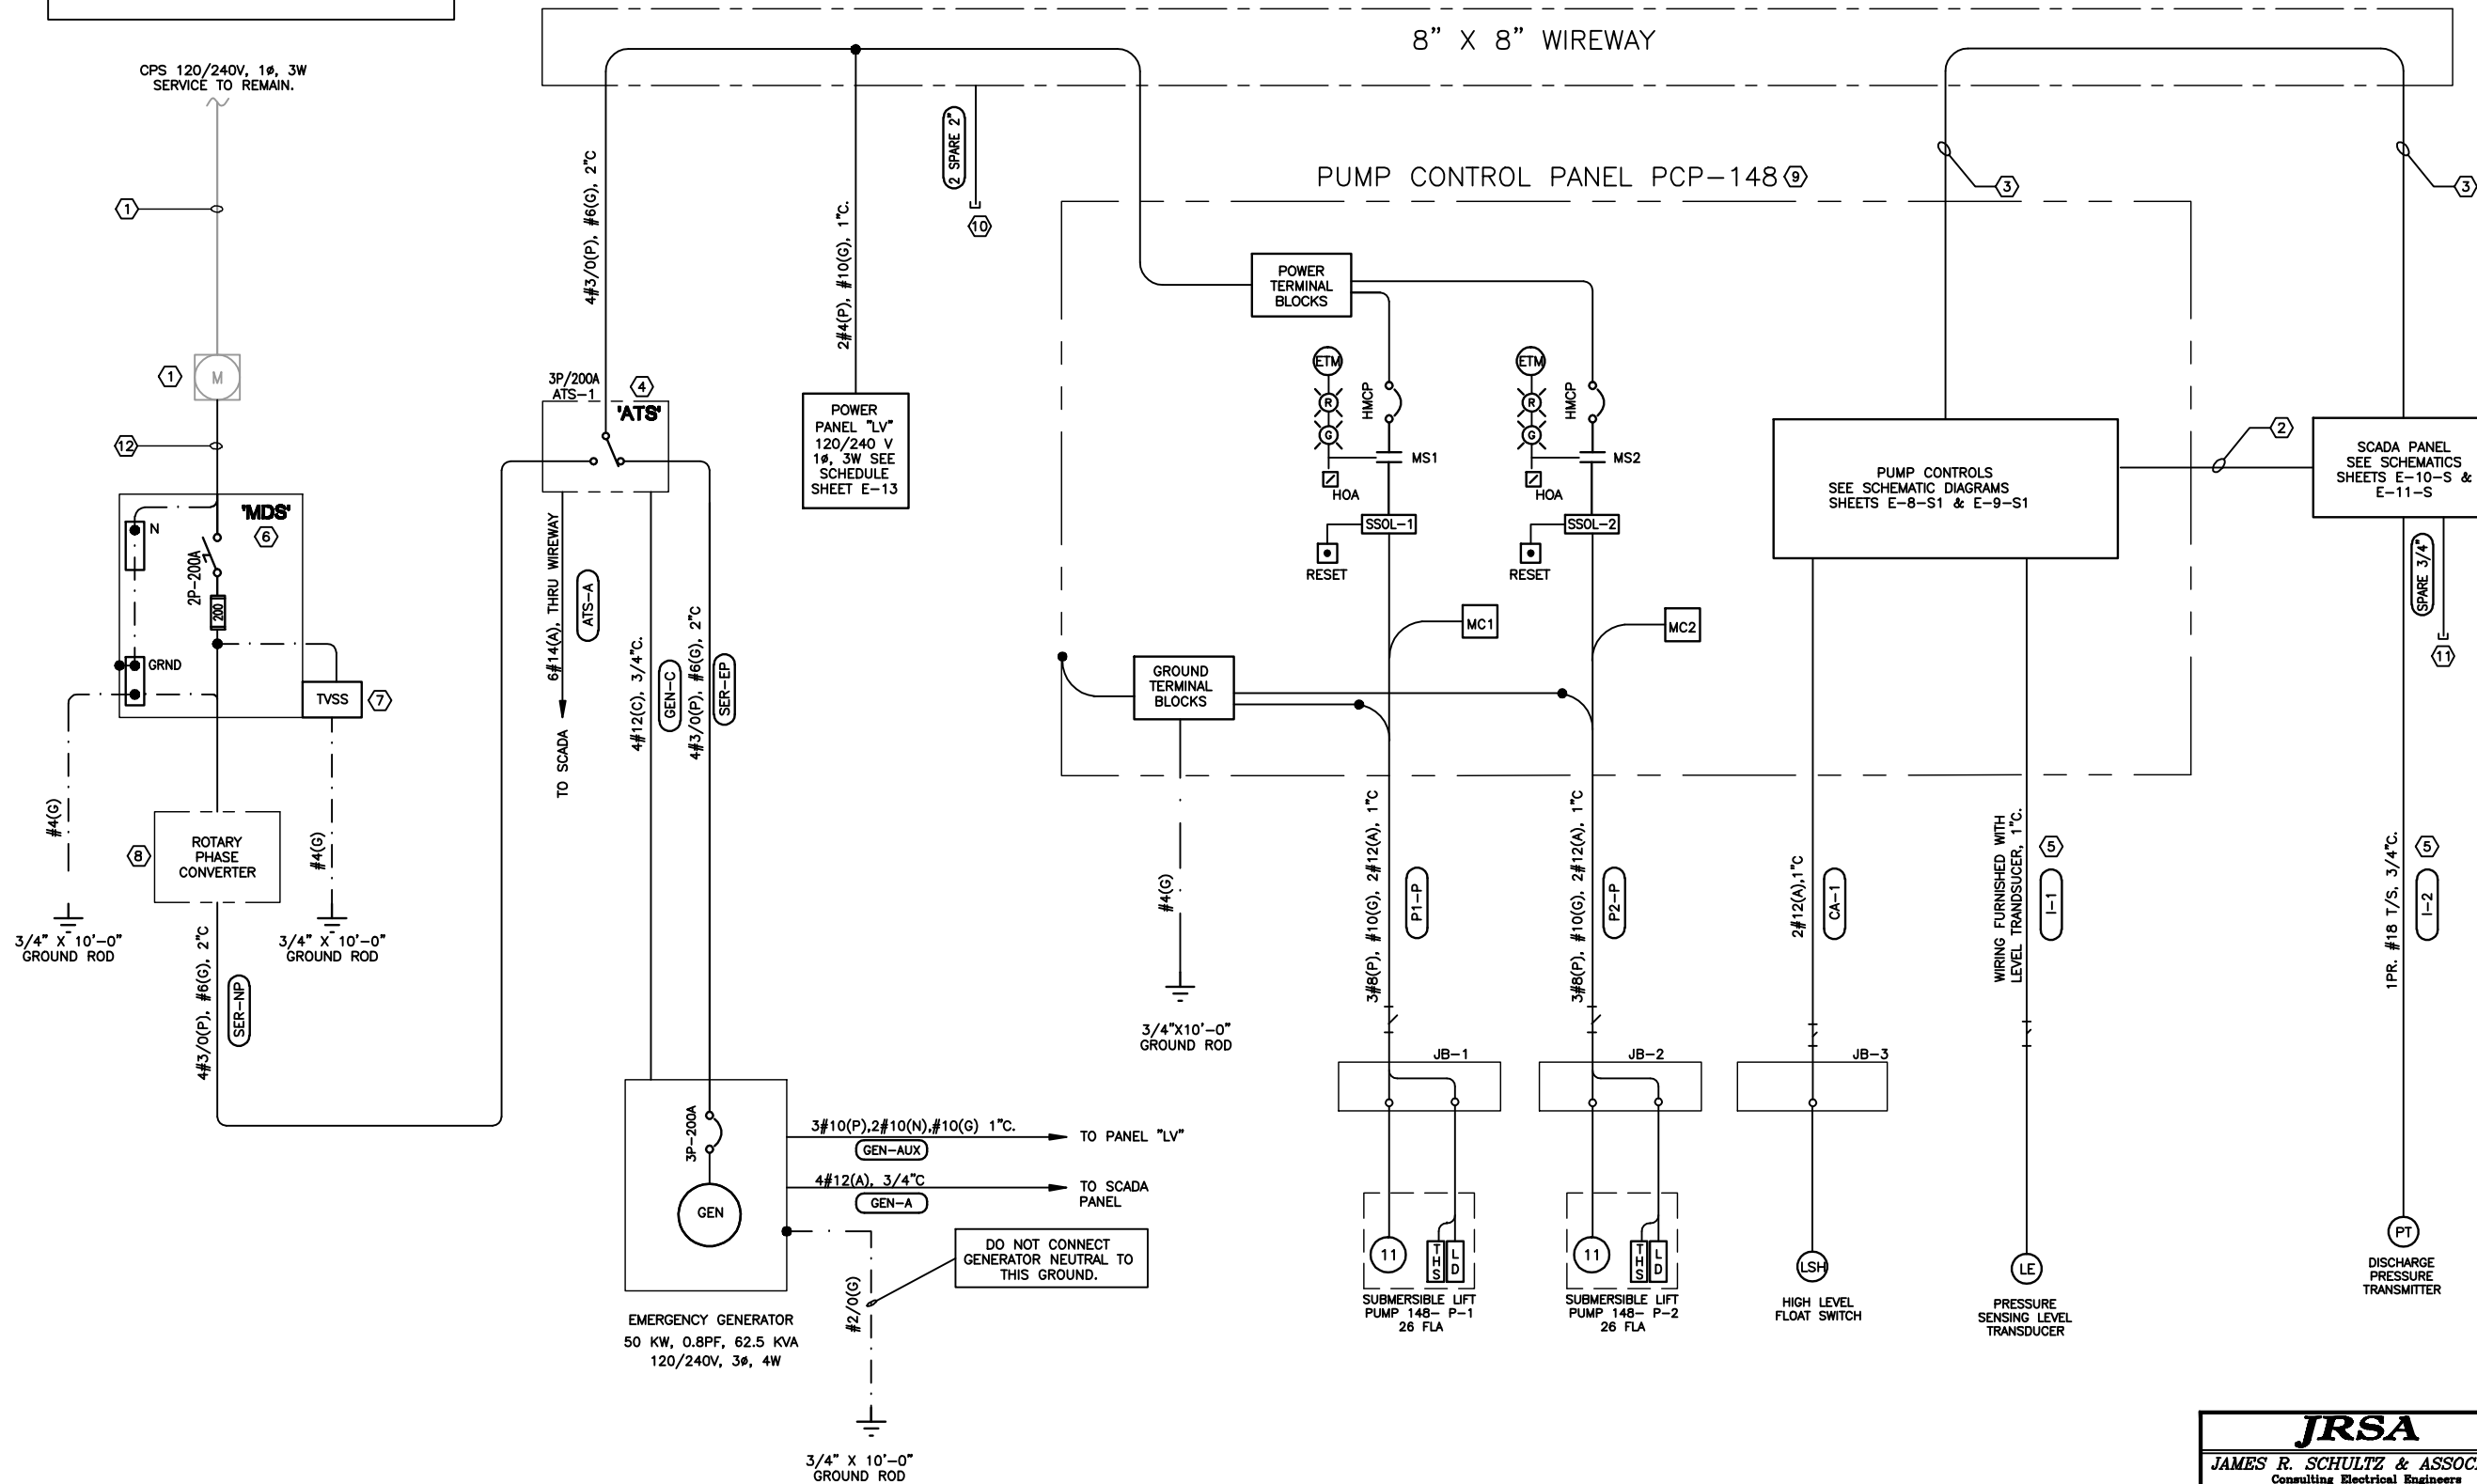 8" X 8" WIREWAY
CPS 120/240V, 1ø, 3W
SERVICE TO REMAIN.
1
1
M
12
'MDS'
6
N
2P-200A
200
GRND
TVSS
7
#4(G)
#4(G)
8
ROTARY
PHASE
CONVERTER
3/4" X 10'-0"
GROUND ROD
3/4" X 10'-0"
GROUND ROD
4#3/0(P), #6(G), 2"C
SER-NP
4#3/0(P), #6(G), 2"C
3P/200A
ATS-1
4
'ATS'
6#14(A), THRU WIREWAY
ATS-A
TO SCADA
4#12(C), 3/4"C.
GEN-C
4#3/0(P), #6(G), 2"C
SER-EP
2#4(P), #10(G), 1"C.
POWER
PANEL "LV"
120/240 V
1ø, 3W SEE
SCHEDULE
SHEET E-13
2 SPARE 2"
10
PUMP CONTROL PANEL PCP-148
9
POWER
TERMINAL
BLOCKS
ETM
R
G
HMCP
MS1
HOA
SSOL-1
RESET
MC1
ETM
R
G
HMCP
MS2
HOA
SSOL-2
RESET
MC2
GROUND
TERMINAL
BLOCKS
#4(G)
3/4"X10'-0"
GROUND ROD
3
3
PUMP CONTROLS
SEE SCHEMATIC DIAGRAMS
SHEETS E-8-S1 & E-9-S1
2
SCADA PANEL
SEE SCHEMATICS
SHEETS E-10-S &
E-11-S
SPARE 3/4"
11
3#8(P), #10(G), 2#12(A), 1"C
P1-P
3#8(P), #10(G), 2#12(A), 1"C
P2-P
2#12(A),1"C
CA-1
WIRING FURNISHED WITH
LEVEL TRANDSUCER, 1"C.
5
I-1
1PR. #18 T/S, 3/4"C.
5
I-2
JB-1
JB-2
JB-3
3P-200A
GEN
3#10(P),2#10(N),#10(G) 1"C.
GEN-AUX
TO PANEL "LV"
4#12(A), 3/4"C
GEN-A
TO SCADA
PANEL
DO NOT CONNECT
GENERATOR NEUTRAL TO
THIS GROUND.
#2/0(G)
EMERGENCY GENERATOR
50 KW, 0.8PF, 62.5 KVA
120/240V, 3ø, 4W
3/4" X 10'-0"
GROUND ROD
11
THS
LD
SUBMERSIBLE LIFT
PUMP 148- P-1
26 FLA
11
THS
LD
SUBMERSIBLE LIFT
PUMP 148- P-2
26 FLA
LSH
HIGH LEVEL
FLOAT SWITCH
LE
PRESSURE
SENSING LEVEL
TRANSDUCER
PT
DISCHARGE
PRESSURE
TRANSMITTER
JRSA
JAMES R. SCHULTZ & ASSOC
Consulting Electrical Engineers